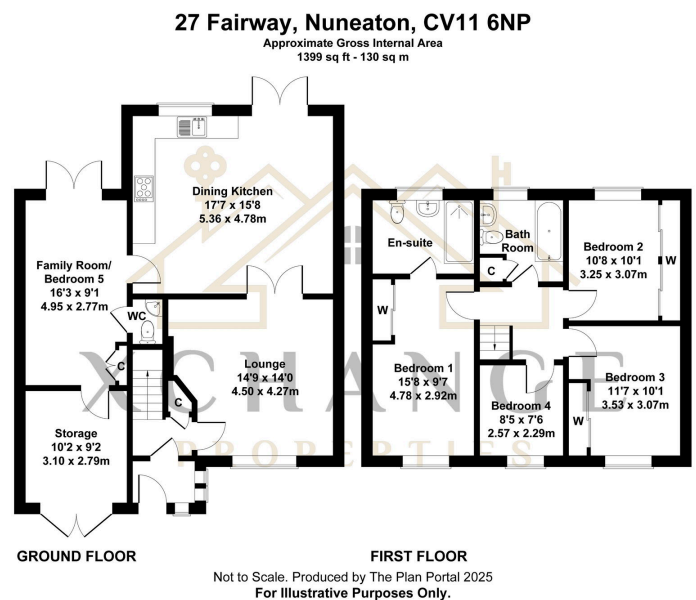 27 Fairway, Nuneaton, CV11 6NP
Approximate Gross Internal Area
1399 sq ft - 130 sq m
Dining Kitchen
17'7 x 15'8
5.36 x 4.78m
Family Room/
Bedroom 5
16'3 x 9'1
4.95 x 2.77m
WC
C
Lounge
14'9 x 14'0
4.50 x 4.27m
C
Storage
10'2 x 9'2
3.10 x 2.79m
En-suite
Bath
Room
C
Bedroom 2
10'8 x 10'1
3.25 x 3.07m
W
W
Bedroom 1
15'8 x 9'7
4.78 x 2.92m
Bedroom 4
8'5 x 7'6
2.57 x 2.29m
Bedroom 3
11'7 x 10'1
3.53 x 3.07m
W
XCHANGE
PROPERTIES
GROUND FLOOR
FIRST FLOOR
Not to Scale. Produced by The Plan Portal 2025
For Illustrative Purposes Only.